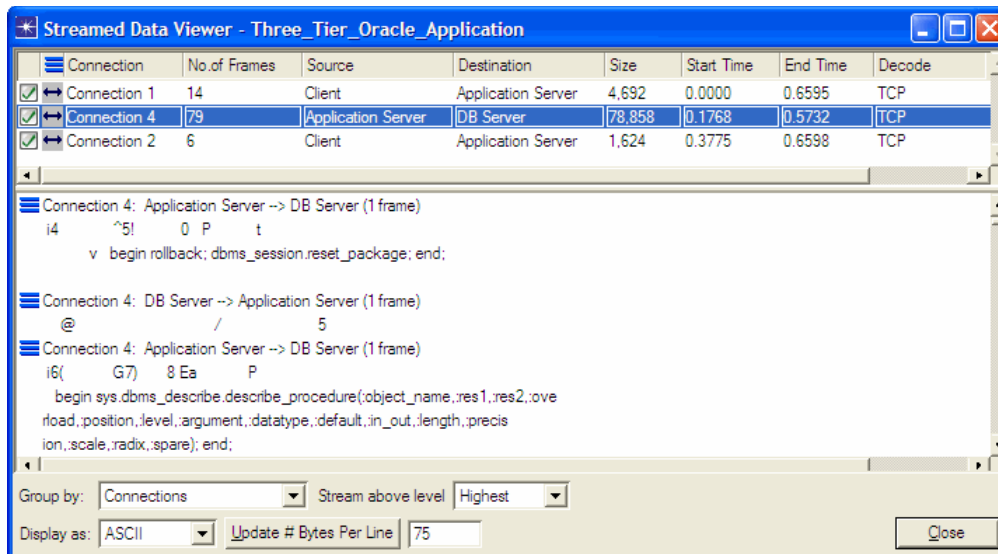 Streamed Data Viewer - Three_Tier_Oracle_Application
Connection No.of Frames Source Destination Size Start Time End Time Decode
Connection 1 14 Client Application Server 4,692 0.0000 0.6595 TCP
Connection 4 79 Application Server DB Server 78,858 0.1768 0.5732 TCP
Connection 2 6 Client Application Server 1,624 0.3775 0.6598 TCP
Connection 4: Application Server --> DB Server (1 frame)
i4 ^5! 0 P t
v begin rollback; dbms_session.reset_package; end;
Connection 4: DB Server --> Application Server (1 frame)
@ / 5
Connection 4: Application Server --> DB Server (1 frame)
i6( G7) 8 Ea P
begin sys.dbms_describe.describe_procedure(:object_name,:res1,:res2,:ove
rload,:position,:level,:argument,:datatype,:default,:in_out,:length,:precis
ion,:scale,:radix,:spare); end;
Group by: Connections Stream above level Highest
Display as: ASCII Update # Bytes Per Line 75 Close